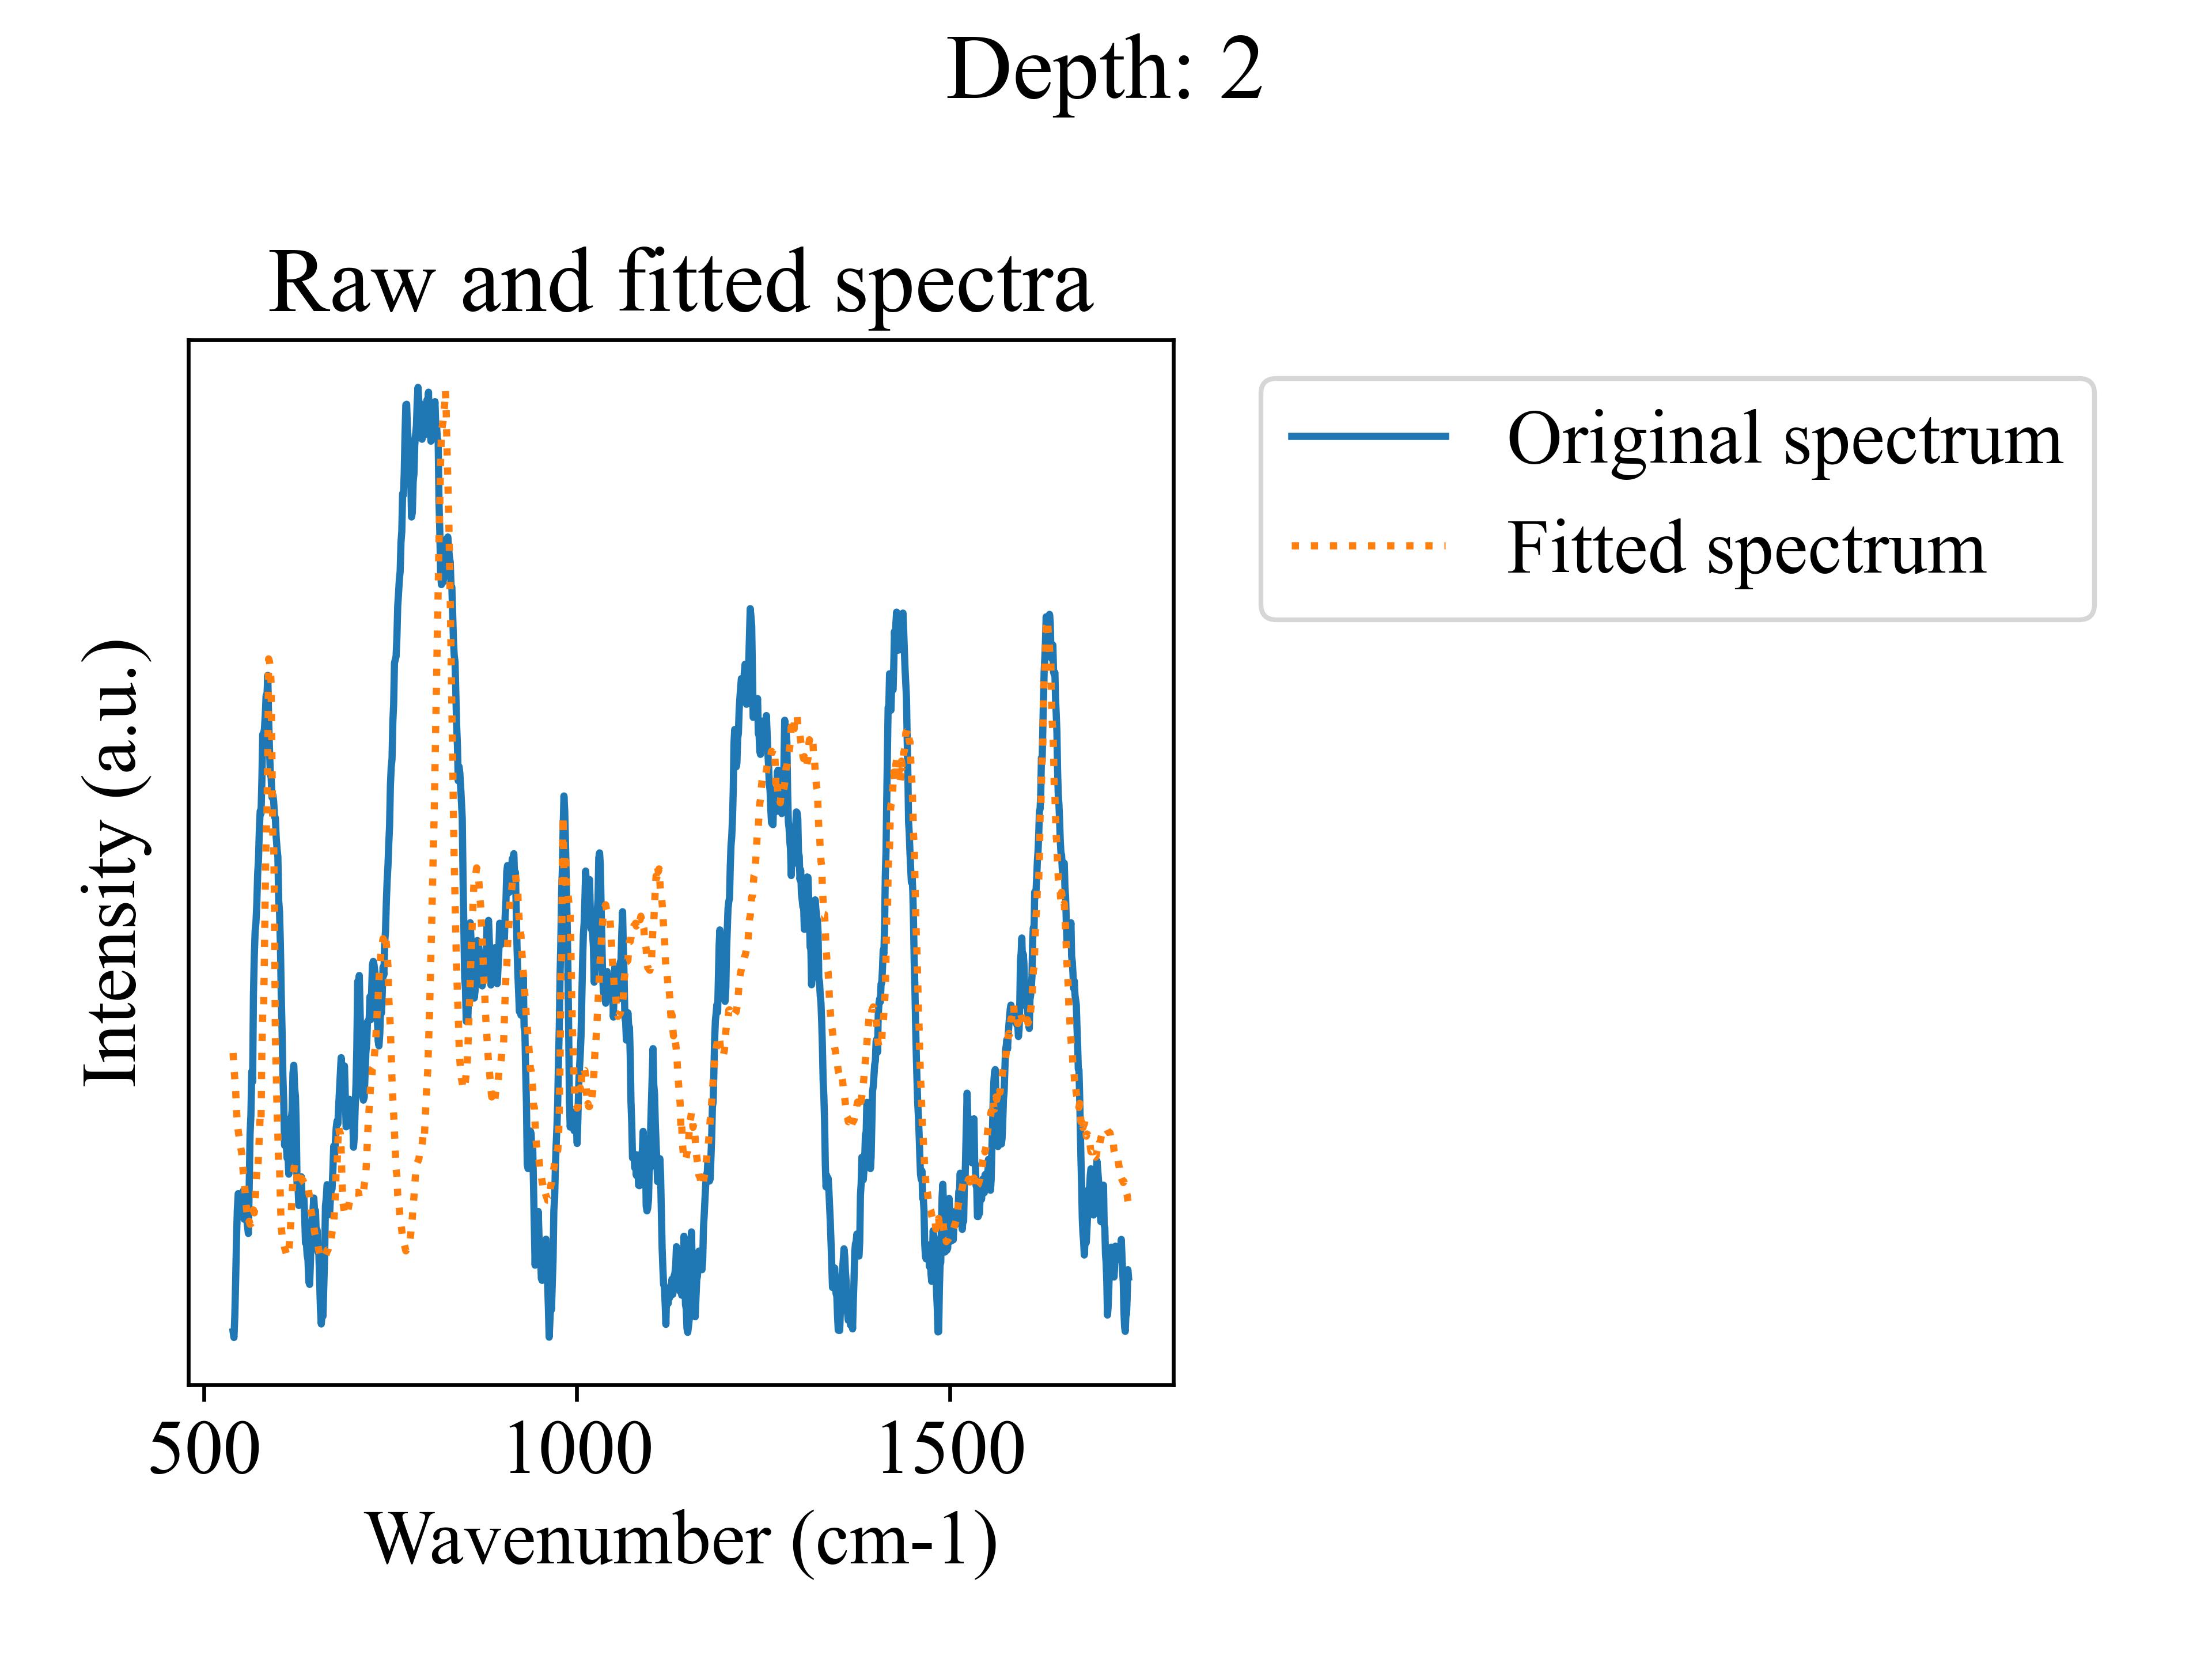 Depth: 2
Raw and fitted spectra
Original spectrum
Fitted spectrum
Intensity (a.u.)
500 1000 1500
Wavenumber (cm-1)